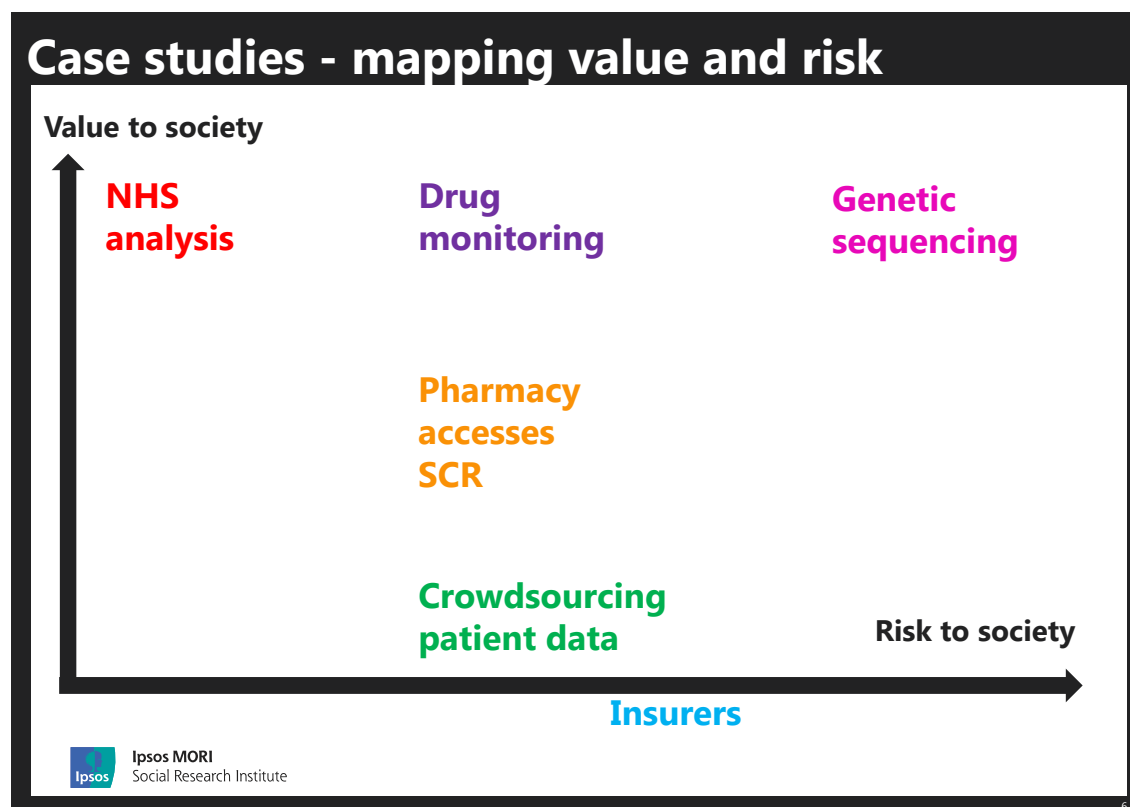 Case studies - mapping value and risk
Value to society
NHS
analysis
Drug
monitoring
Genetic
sequencing
Pharmacy
accesses
SCR
Crowdsourcing
patient data
Risk to society
Insurers
Ipsos
Ipsos MORI
Social Research Institute
6